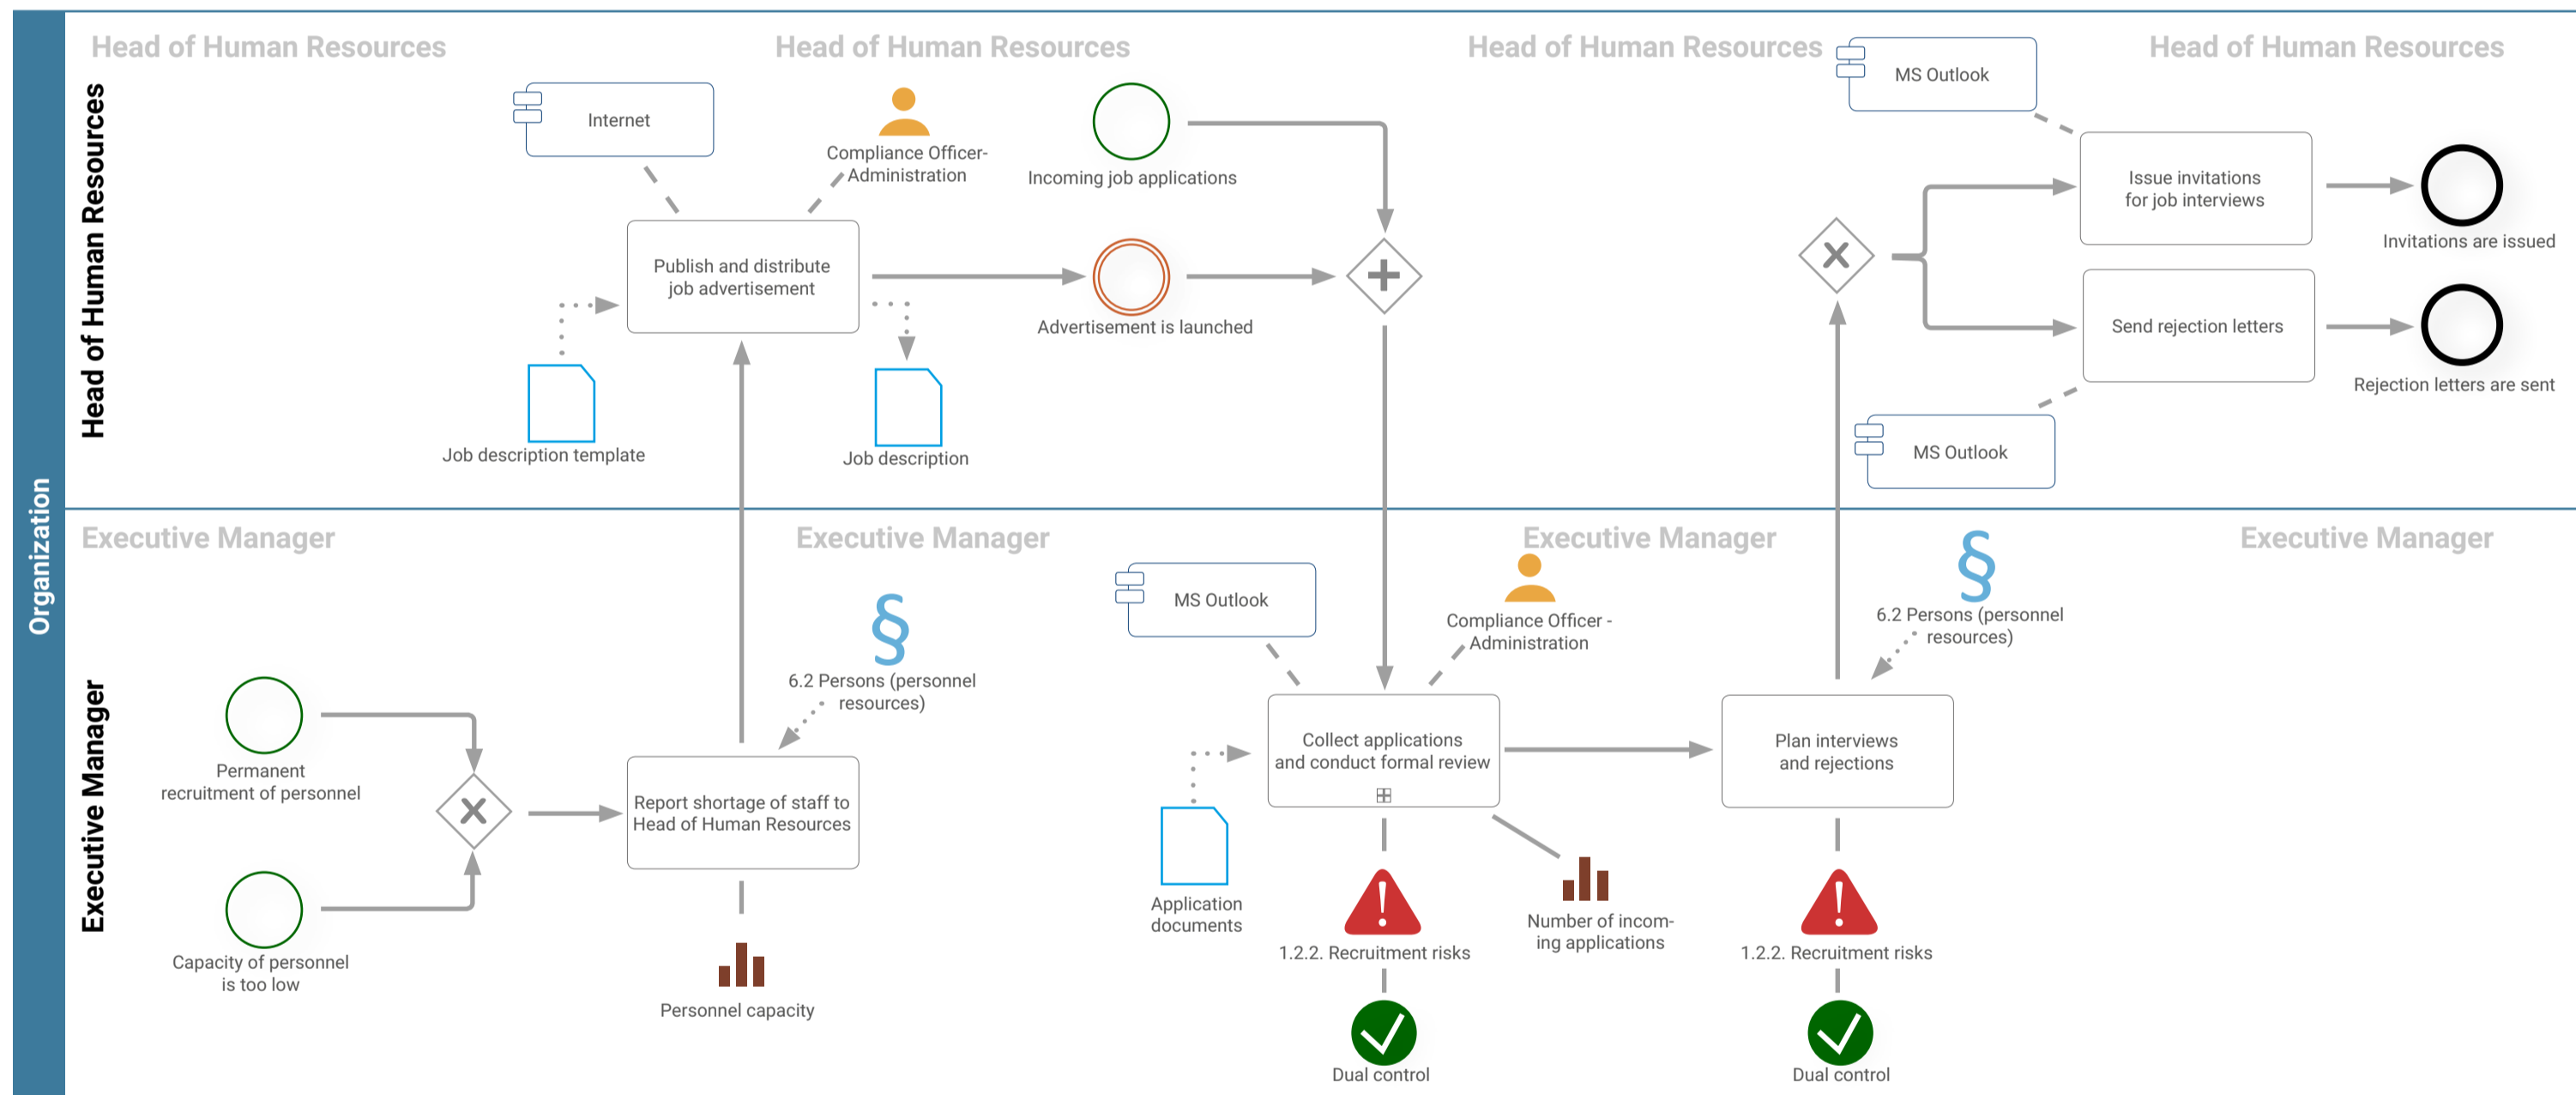 Organization
Head of Human Resources
Head of Human Resources
Head of Human Resources
Head of Human Resources
Head of Human Resources
Internet
Compliance Officer-
Administration
Incoming job applications
Publish and distribute
job advertisement
Advertisement is launched
Job description template
Job description
MS Outlook
Issue invitations
for job interviews
Invitations are issued
Send rejection letters
Rejection letters are sent
MS Outlook
Executive Manager
Executive Manager
Executive Manager
Executive Manager
Executive Manager
Permanent
recruitment of personnel
Capacity of personnel
is too low
Report shortage of staff to
Head of Human Resources
6.2 Persons (personnel
resources)
Personnel capacity
MS Outlook
Compliance Officer -
Administration
Collect applications
and conduct formal review
Application
documents
1.2.2. Recruitment risks
Dual control
Number of incom-
ing applications
6.2 Persons (personnel
resources)
Plan interviews
and rejections
1.2.2. Recruitment risks
Dual control